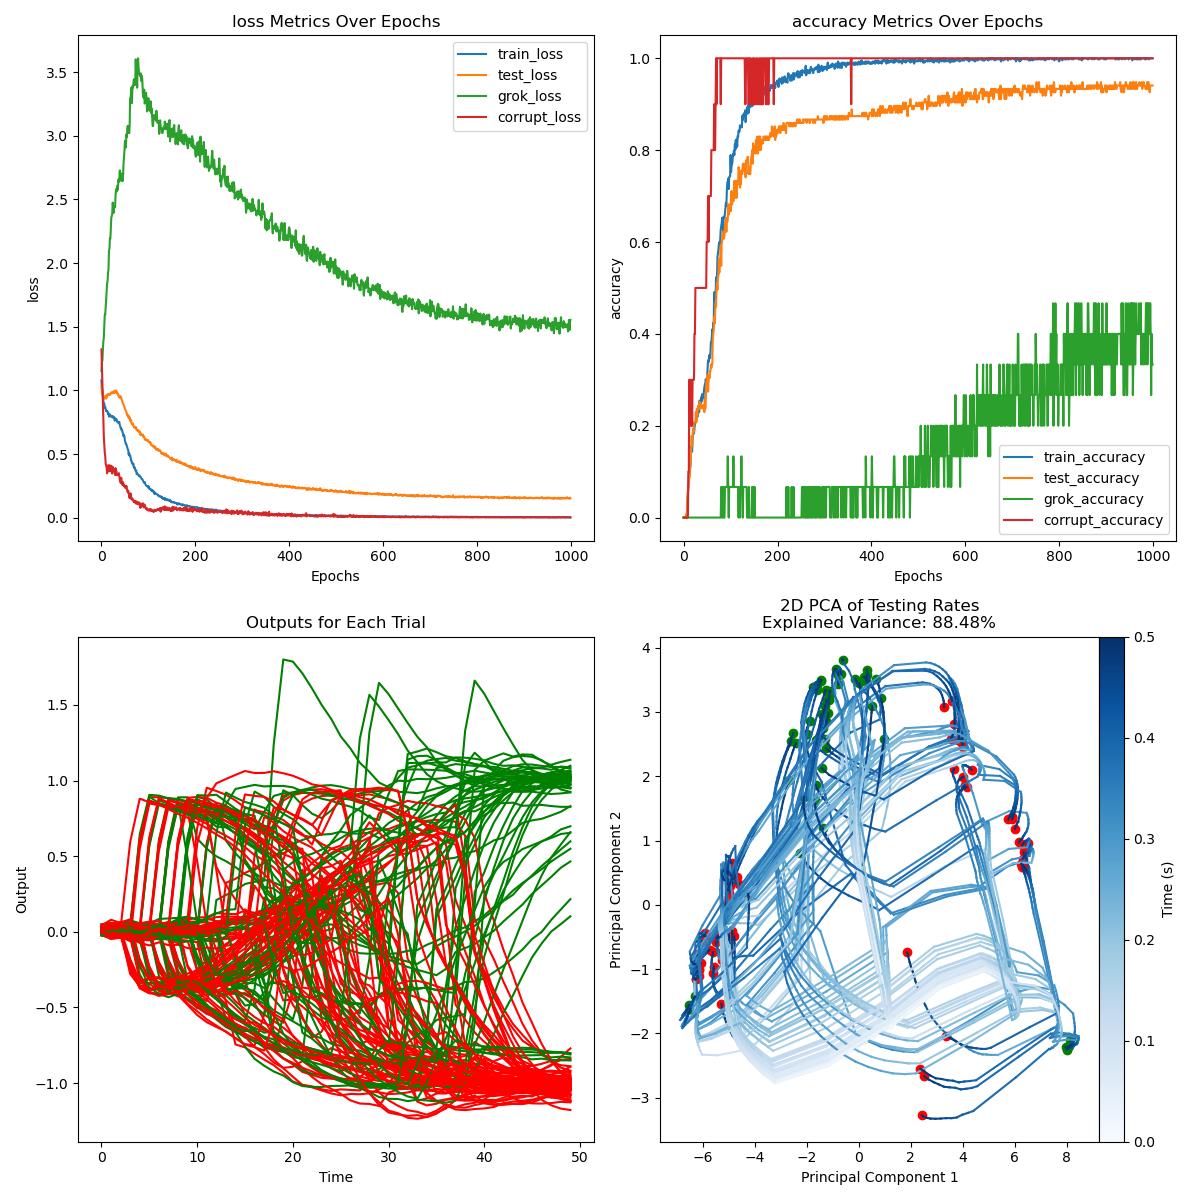 loss Metrics Over Epochs
3.5
3.0
2.5
2.0
1.5
1.0
0.5
0.0
loss
train_loss
test_loss
grok_loss
corrupt_loss
0 200 400 600 800 1000
Epochs
accuracy Metrics Over Epochs
1.0
0.8
0.6
0.4
0.2
0.0
accuracy
train_accuracy
test_accuracy
grok_accuracy
corrupt_accuracy
0 200 400 600 800 1000
Epochs
Outputs for Each Trial
1.5
1.0
0.5
0.0
−0.5
−1.0
Output
0 10 20 30 40 50
Time
2D PCA of Testing Rates
Explained Variance: 88.48%
4
3
2
1
0
−1
−2
−3
Principal Component 2
−6 −4 −2 0 2 4 6 8
Principal Component 1
0.5
0.4
0.3
0.2
0.1
0.0
Time (s)